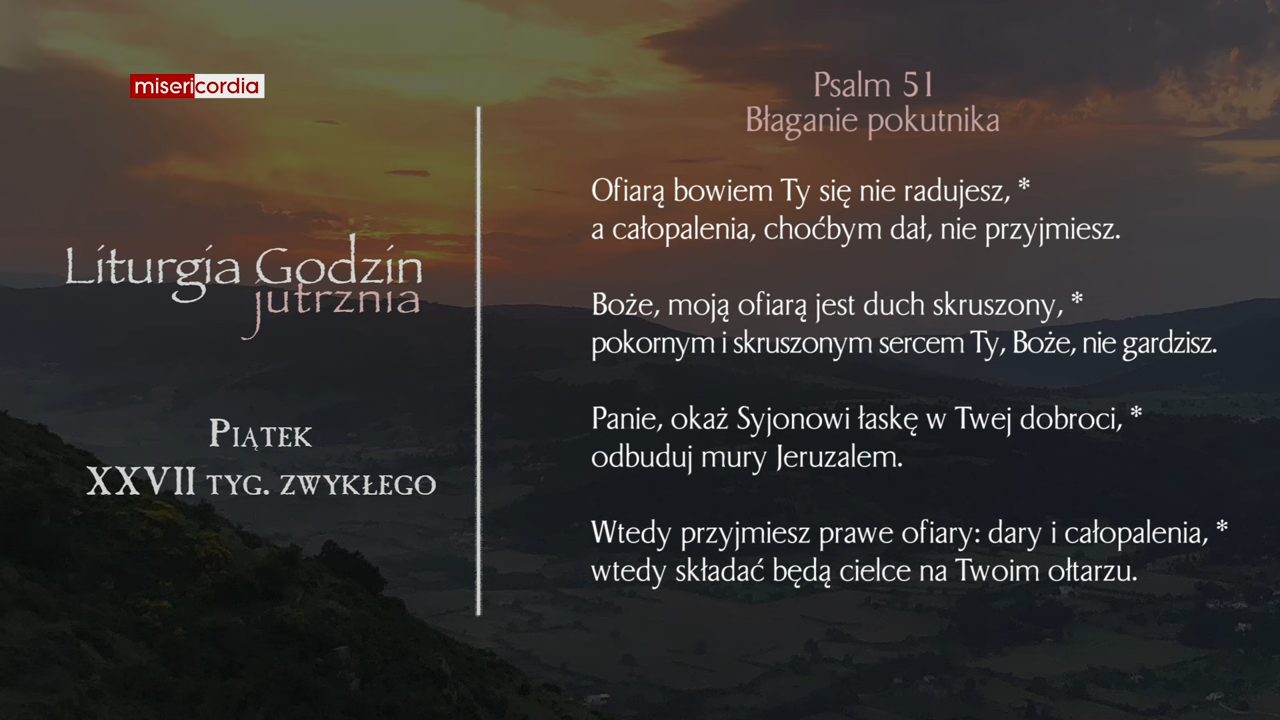 misericordia
Liturgia Godzin
jutrznia
Piątek
XXVII tyg. zwykłego
Psalm 51
Błaganie pokutnika
Ofiarą bowiem Ty się nie radujesz, *
a całopalenia, choćbym dał, nie przyjmiesz.
Boże, moją ofiarą jest duch skruszony, *
pokornym i skruszonym sercem Ty, Boże, nie gardzisz.
Panie, okaż Syjonowi łaskę w Twej dobroci, *
odbuduj mury Jeruzalem.
Wtedy przyjmiesz prawe ofiary: dary i całopalenia, *
wtedy składać będą cielce na Twoim ołtarzu.